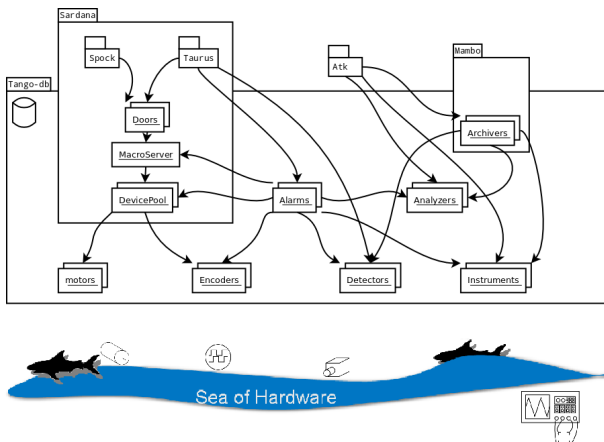 Sardana
Spock
Taurus
Atk
Mambo
Tango-db
Doors
Archivers
MacroServer
DevicePool
Alarms
Analyzers
motors
Encoders
Detectors
Instruments
Sea of Hardware